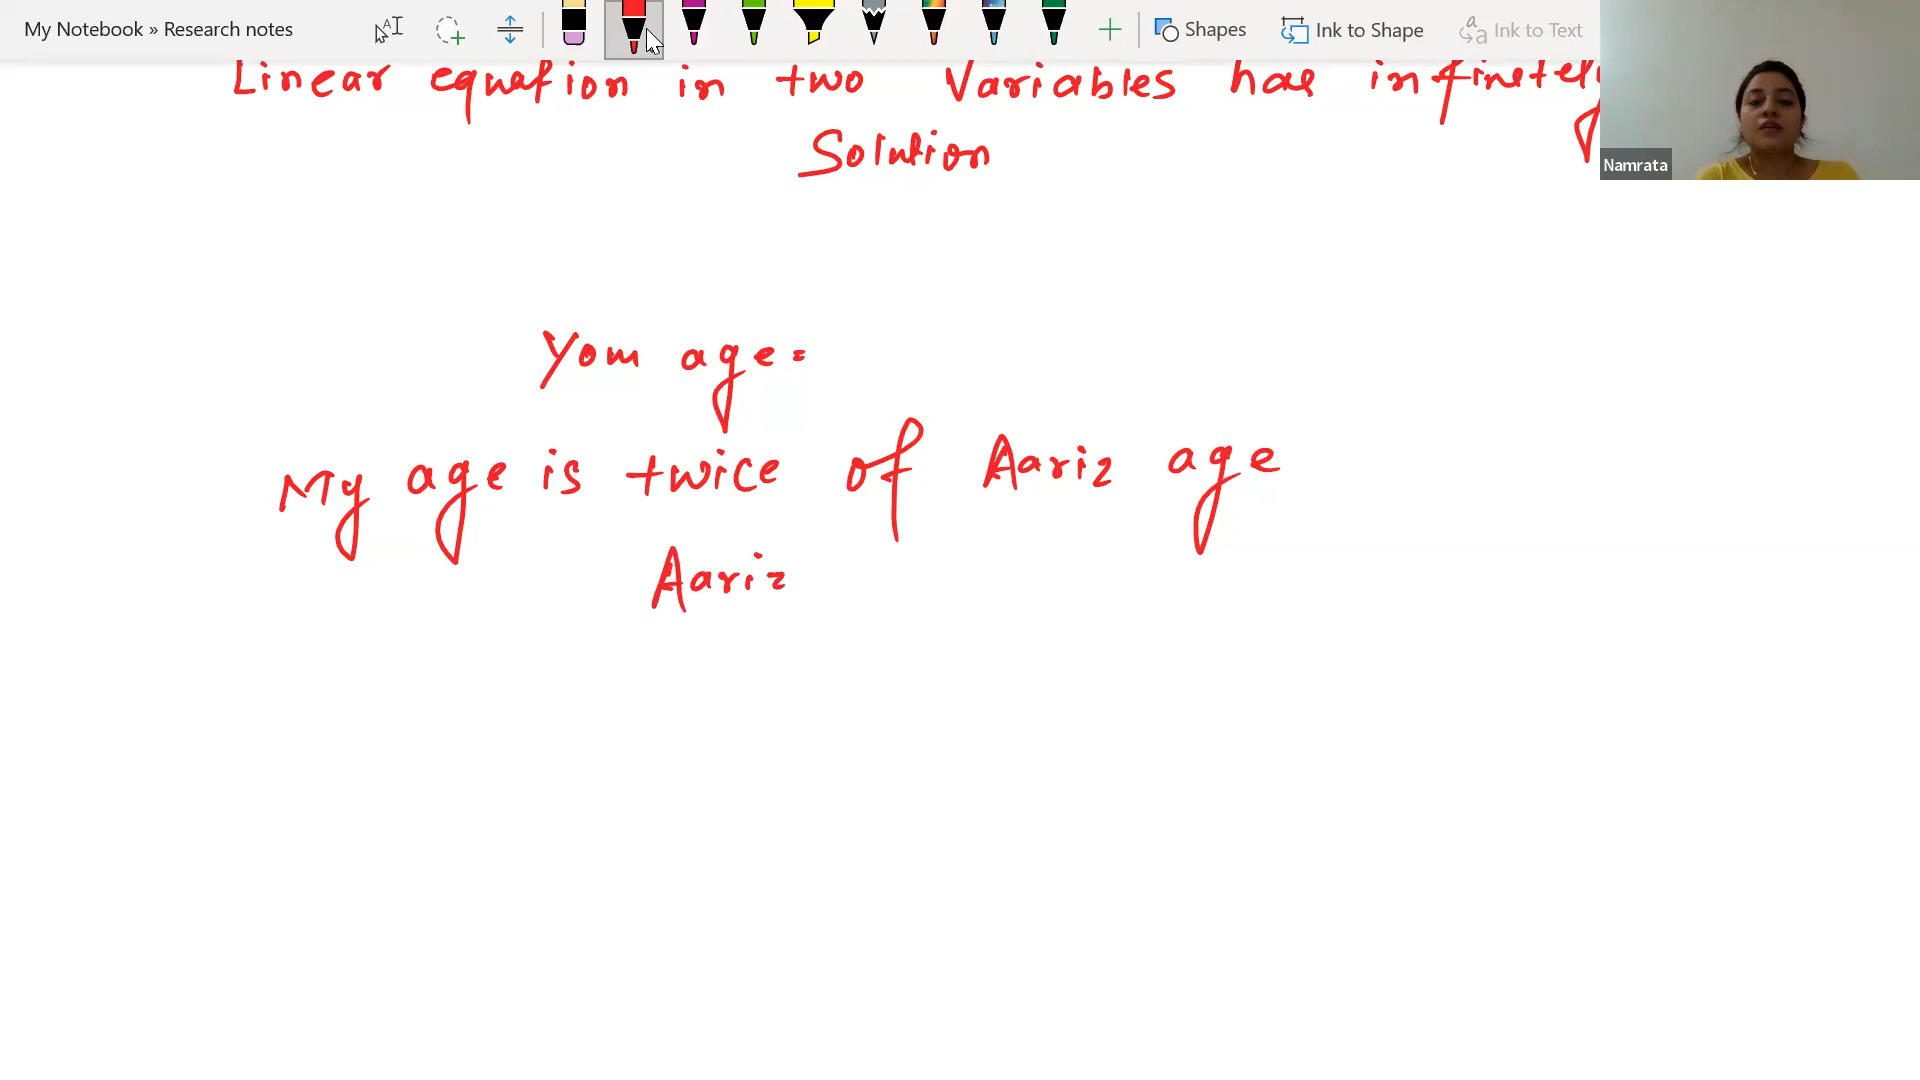 My Notebook » Research notes
Shapes
Ink to Shape
Ink to Text
Namrata
Linear equation in two Variables has infinetely
Solution
Your age=
My age is twice of Aariz age
Aariz